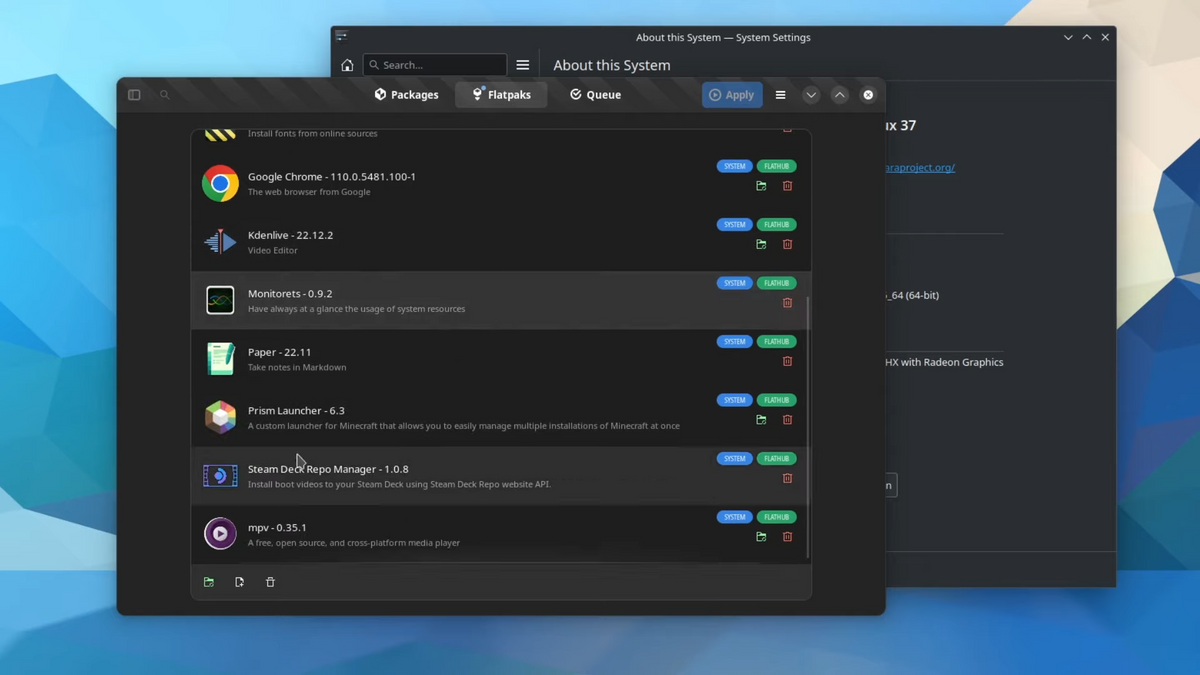 About this System — System Settings
Search...
About this System
Packages
Flatpaks
Queue
Apply
ux 37
araproject.org/
Install fonts from online sources
Google Chrome - 110.0.5481.100-1
The web browser from Google
SYSTEM
FLATHUB
Kdenlive - 22.12.2
Video Editor
SYSTEM
FLATHUB
Monitorets - 0.9.2
Have always at a glance the usage of system resources
SYSTEM
FLATHUB
_64 (64-bit)
Paper - 22.11
Take notes in Markdown
SYSTEM
FLATHUB
HX with Radeon Graphics
Prism Launcher - 6.3
A custom launcher for Minecraft that allows you to easily manage multiple installations of Minecraft at once
SYSTEM
FLATHUB
Steam Deck Repo Manager - 1.0.8
Install boot videos to your Steam Deck using Steam Deck Repo website API.
SYSTEM
FLATHUB
n
mpv - 0.35.1
A free, open source, and cross-platform media player
SYSTEM
FLATHUB